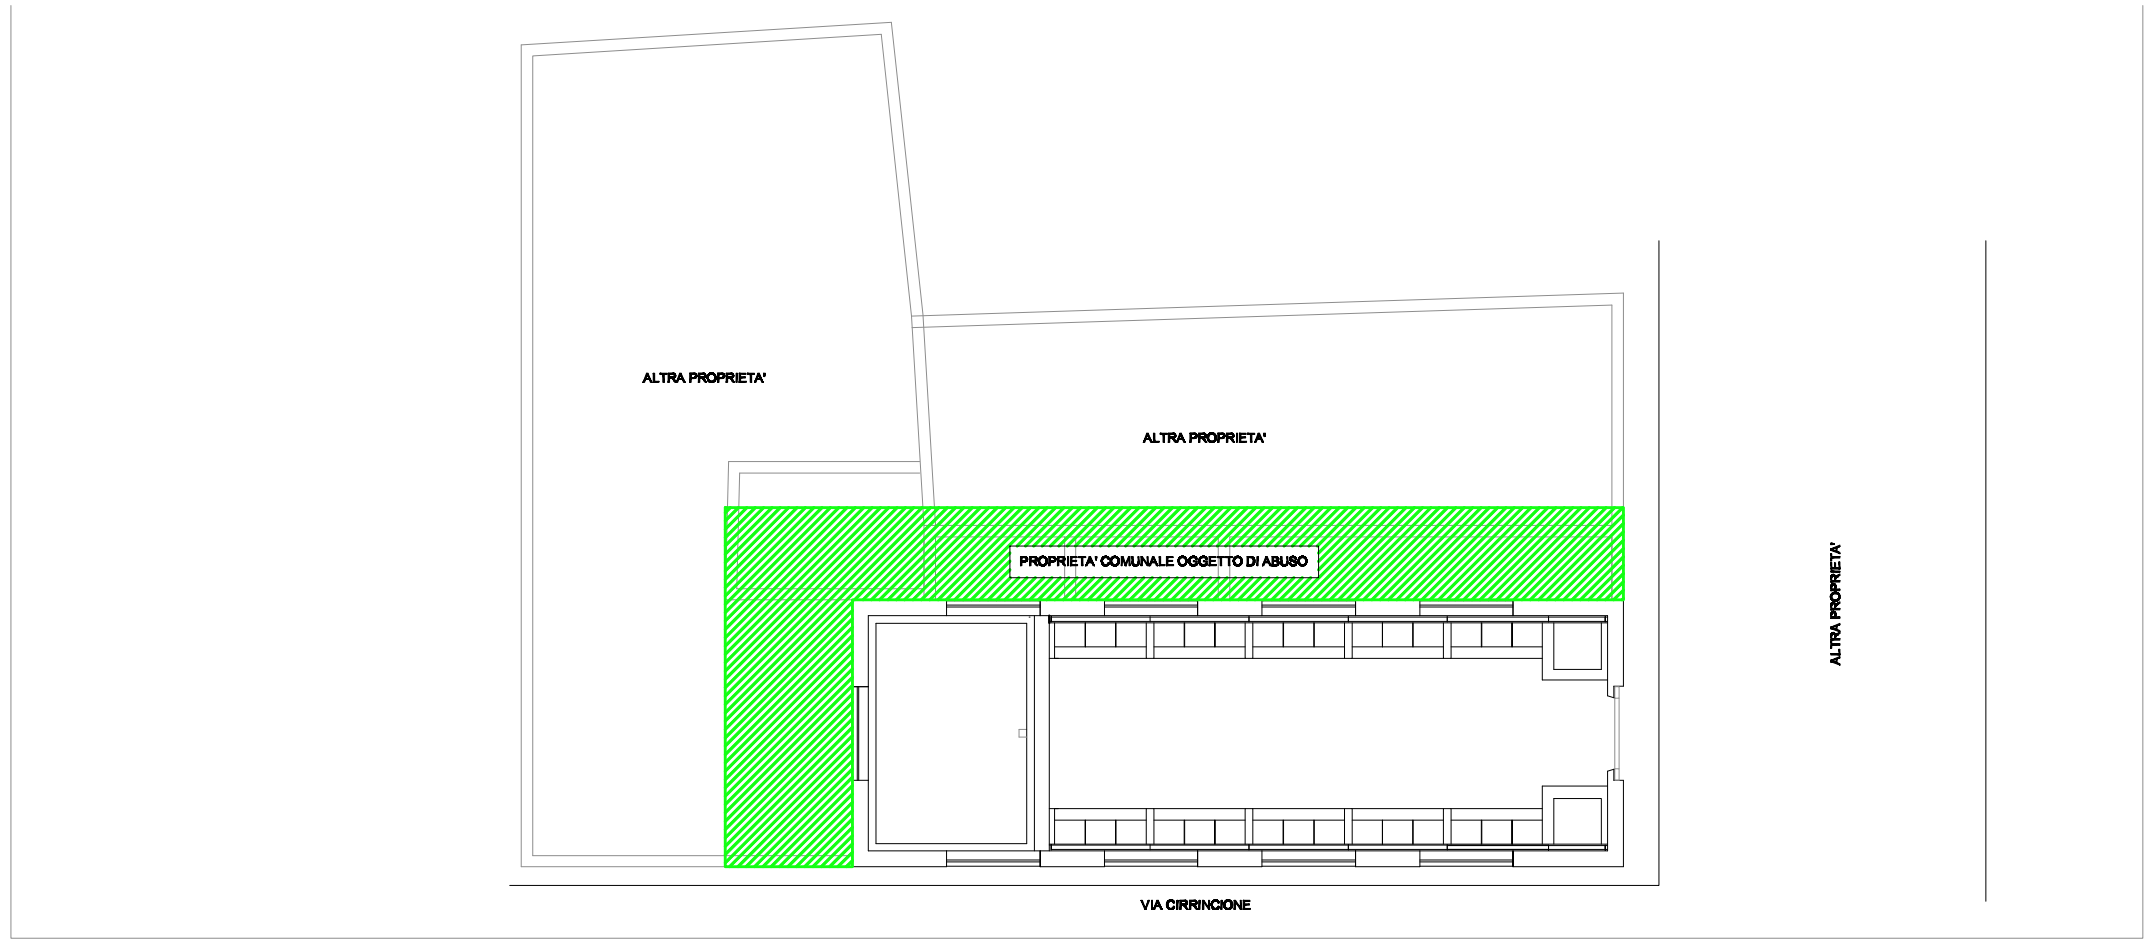 ALTRA PROPRIETA'
ALTRA PROPRIETA'
PROPRIETA' COMUNALE OGGETTO DI ABUSO
ALTRA PROPRIETA'
VIA CIRRINCIONE